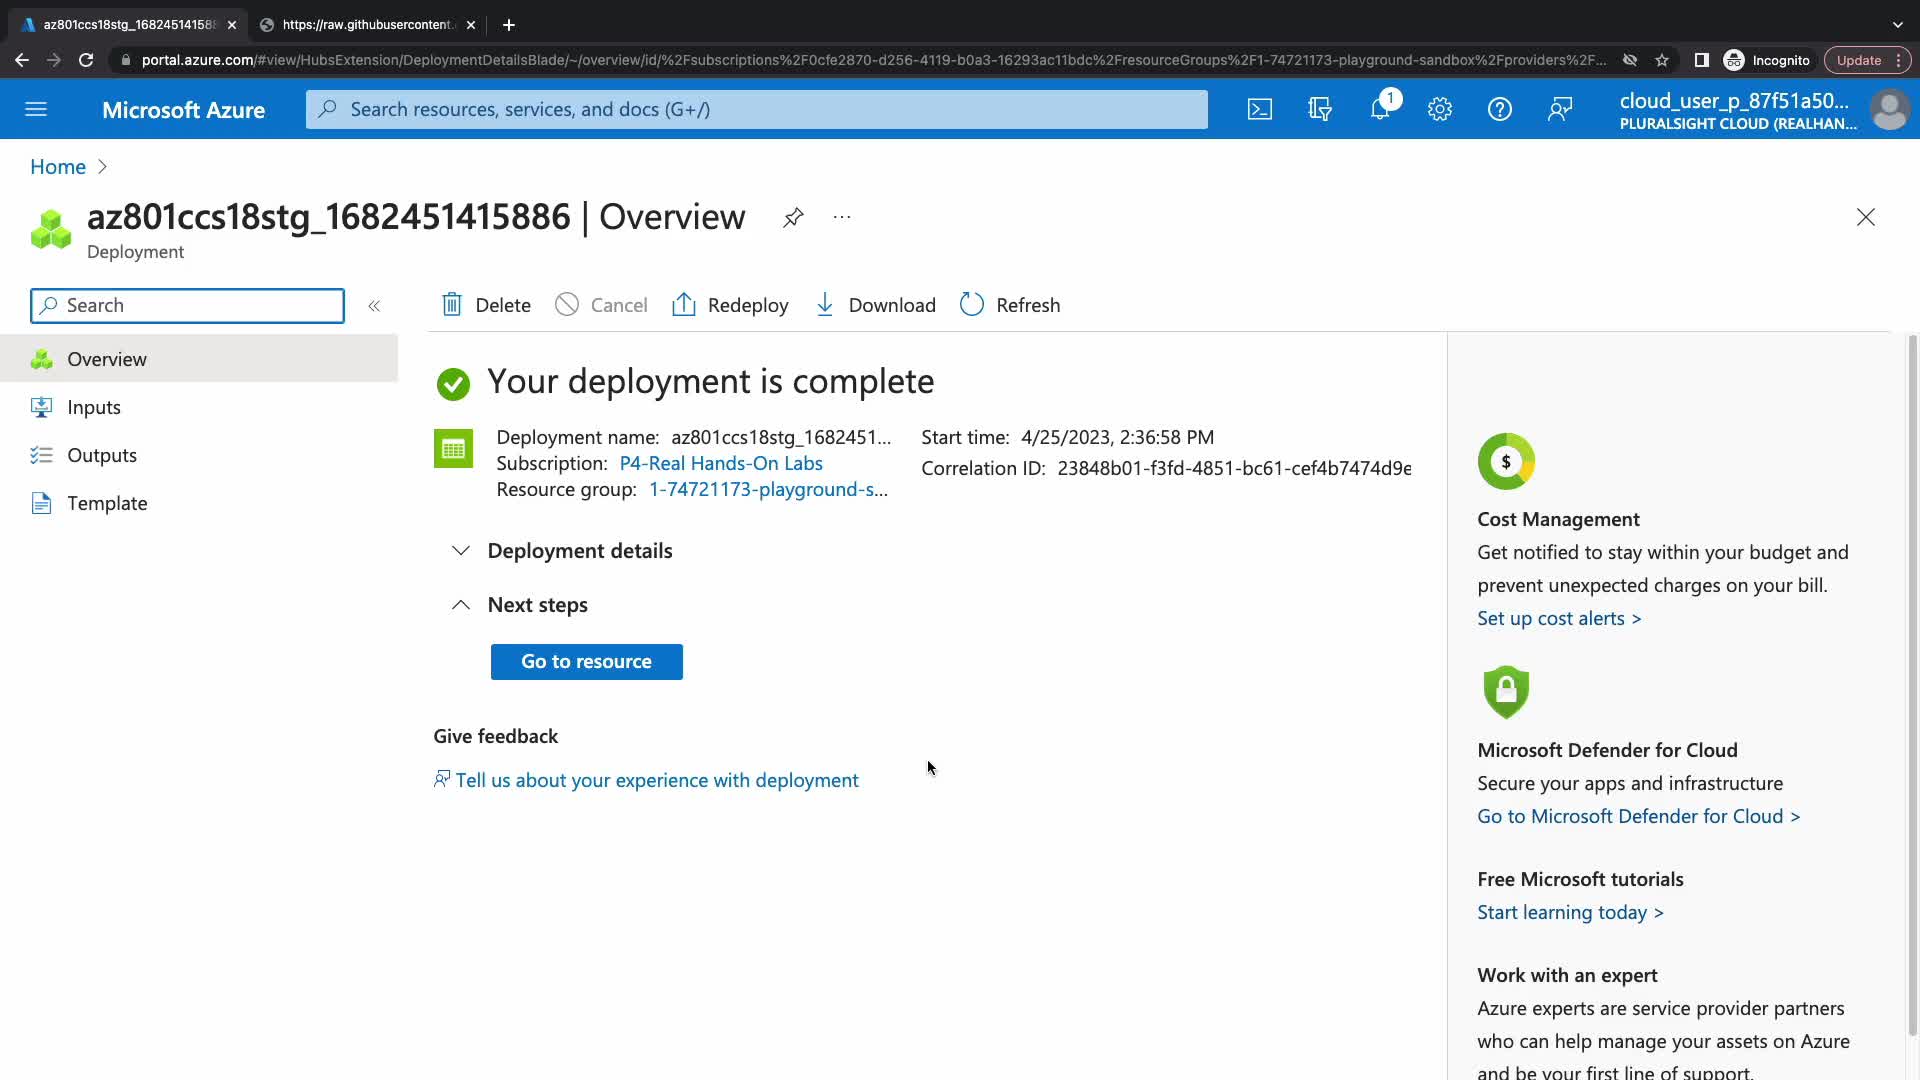 az801ccs18stg_168245141588
https://raw.githubusercontent.
portal.azure.com/#view/HubsExtension/DeploymentDetailsBlade/~/overview/id/%2Fsubscriptions%2F0cfe2870-d256-4119-b0a3-16293ac11bdc%2FresourceGroups%2F1-74721173-playground-sandbox%2Fproviders%2F...
Incognito
Update
Microsoft Azure
Search resources, services, and docs (G+/)
1
cloud_user_p_87f51a50...
PLURALSIGHT CLOUD (REALHAN...
Home
az801ccs18stg_1682451415886 | Overview
Deployment
Search
Delete
Cancel
Redeploy
Download
Refresh
Overview
Inputs
Outputs
Template
Your deployment is complete
Deployment name: az801ccs18stg_1682451...
Subscription: P4-Real Hands-On Labs
Resource group: 1-74721173-playground-s...
Start time: 4/25/2023, 2:36:58 PM
Correlation ID: 23848b01-f3fd-4851-bc61-cef4b7474d9e
Deployment details
Next steps
Go to resource
Give feedback
Tell us about your experience with deployment
$
Cost Management
Get notified to stay within your budget and
prevent unexpected charges on your bill.
Set up cost alerts >
Microsoft Defender for Cloud
Secure your apps and infrastructure
Go to Microsoft Defender for Cloud >
Free Microsoft tutorials
Start learning today >
Work with an expert
Azure experts are service provider partners
who can help manage your assets on Azure
and be your first line of support.